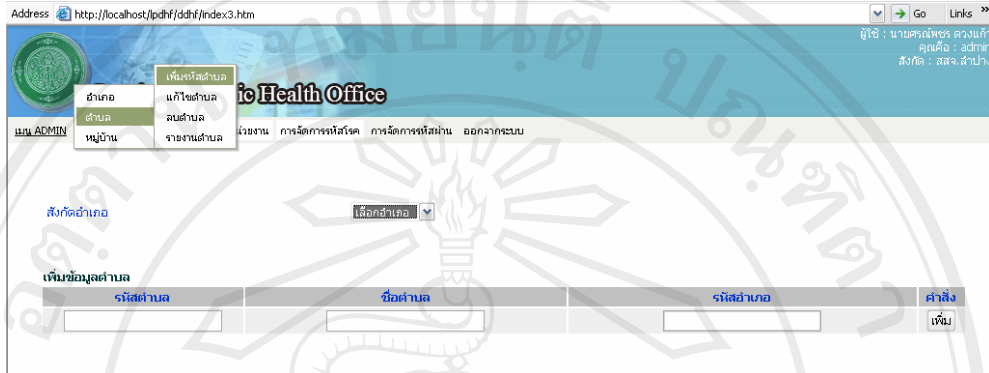 Address http://localhost/lpdhf/ddhf/index3.htm Go Links »
ผู้ใช้ : นายศรณ์พชร ดวงแก้
คุณคือ : admin
สังกัด : สสจ.ลำปาง
ic Health Office
เพิ่มรหัสตำบล
อำเภอ แก้ไขตำบล
ตำบล ลบตำบล
หมู่บ้าน รายงานตำบล
เมนู ADMIN น่วยงาน การจัดการรหัสโรค การจัดการรหัสผ่าน ออกจากระบบ
สังกัดอำเภอ เลือกอำเภอ
เพิ่มข้อมูลตำบล
รหัสตำบล ชื่อตำบล รหัสอำเภอ คำสั่ง
เพิ่ม